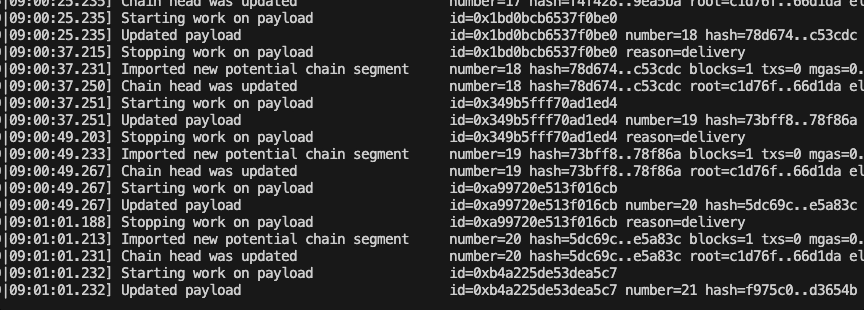 |09:00:25.235] Chain head was updated number=17 hash=f4f428..9ea5ba root=c1d76f..66d1da el
|09:00:25.235] Starting work on payload id=0x1bd0bcb6537f0be0
|09:00:25.235] Updated payload id=0x1bd0bcb6537f0be0 number=18 hash=78d674..c53cdc
|09:00:37.215] Stopping work on payload id=0x1bd0bcb6537f0be0 reason=delivery
|09:00:37.231] Imported new potential chain segment number=18 hash=78d674..c53cdc blocks=1 txs=0 mgas=0.
|09:00:37.250] Chain head was updated number=18 hash=78d674..c53cdc root=c1d76f..66d1da el
|09:00:37.251] Starting work on payload id=0x349b5fff70ad1ed4
|09:00:37.251] Updated payload id=0x349b5fff70ad1ed4 number=19 hash=73bff8..78f86a
|09:00:49.203] Stopping work on payload id=0x349b5fff70ad1ed4 reason=delivery
|09:00:49.233] Imported new potential chain segment number=19 hash=73bff8..78f86a blocks=1 txs=0 mgas=0.
|09:00:49.267] Chain head was updated number=19 hash=73bff8..78f86a root=c1d76f..66d1da el
|09:00:49.267] Starting work on payload id=0xa99720e513f016cb
|09:00:49.267] Updated payload id=0xa99720e513f016cb number=20 hash=5dc69c..e5a83c
|09:01:01.188] Stopping work on payload id=0xa99720e513f016cb reason=delivery
|09:01:01.213] Imported new potential chain segment number=20 hash=5dc69c..e5a83c blocks=1 txs=0 mgas=0.
|09:01:01.231] Chain head was updated number=20 hash=5dc69c..e5a83c root=c1d76f..66d1da el
|09:01:01.232] Starting work on payload id=0xb4a225de53dea5c7
|09:01:01.232] Updated payload id=0xb4a225de53dea5c7 number=21 hash=f975c0..d3654b